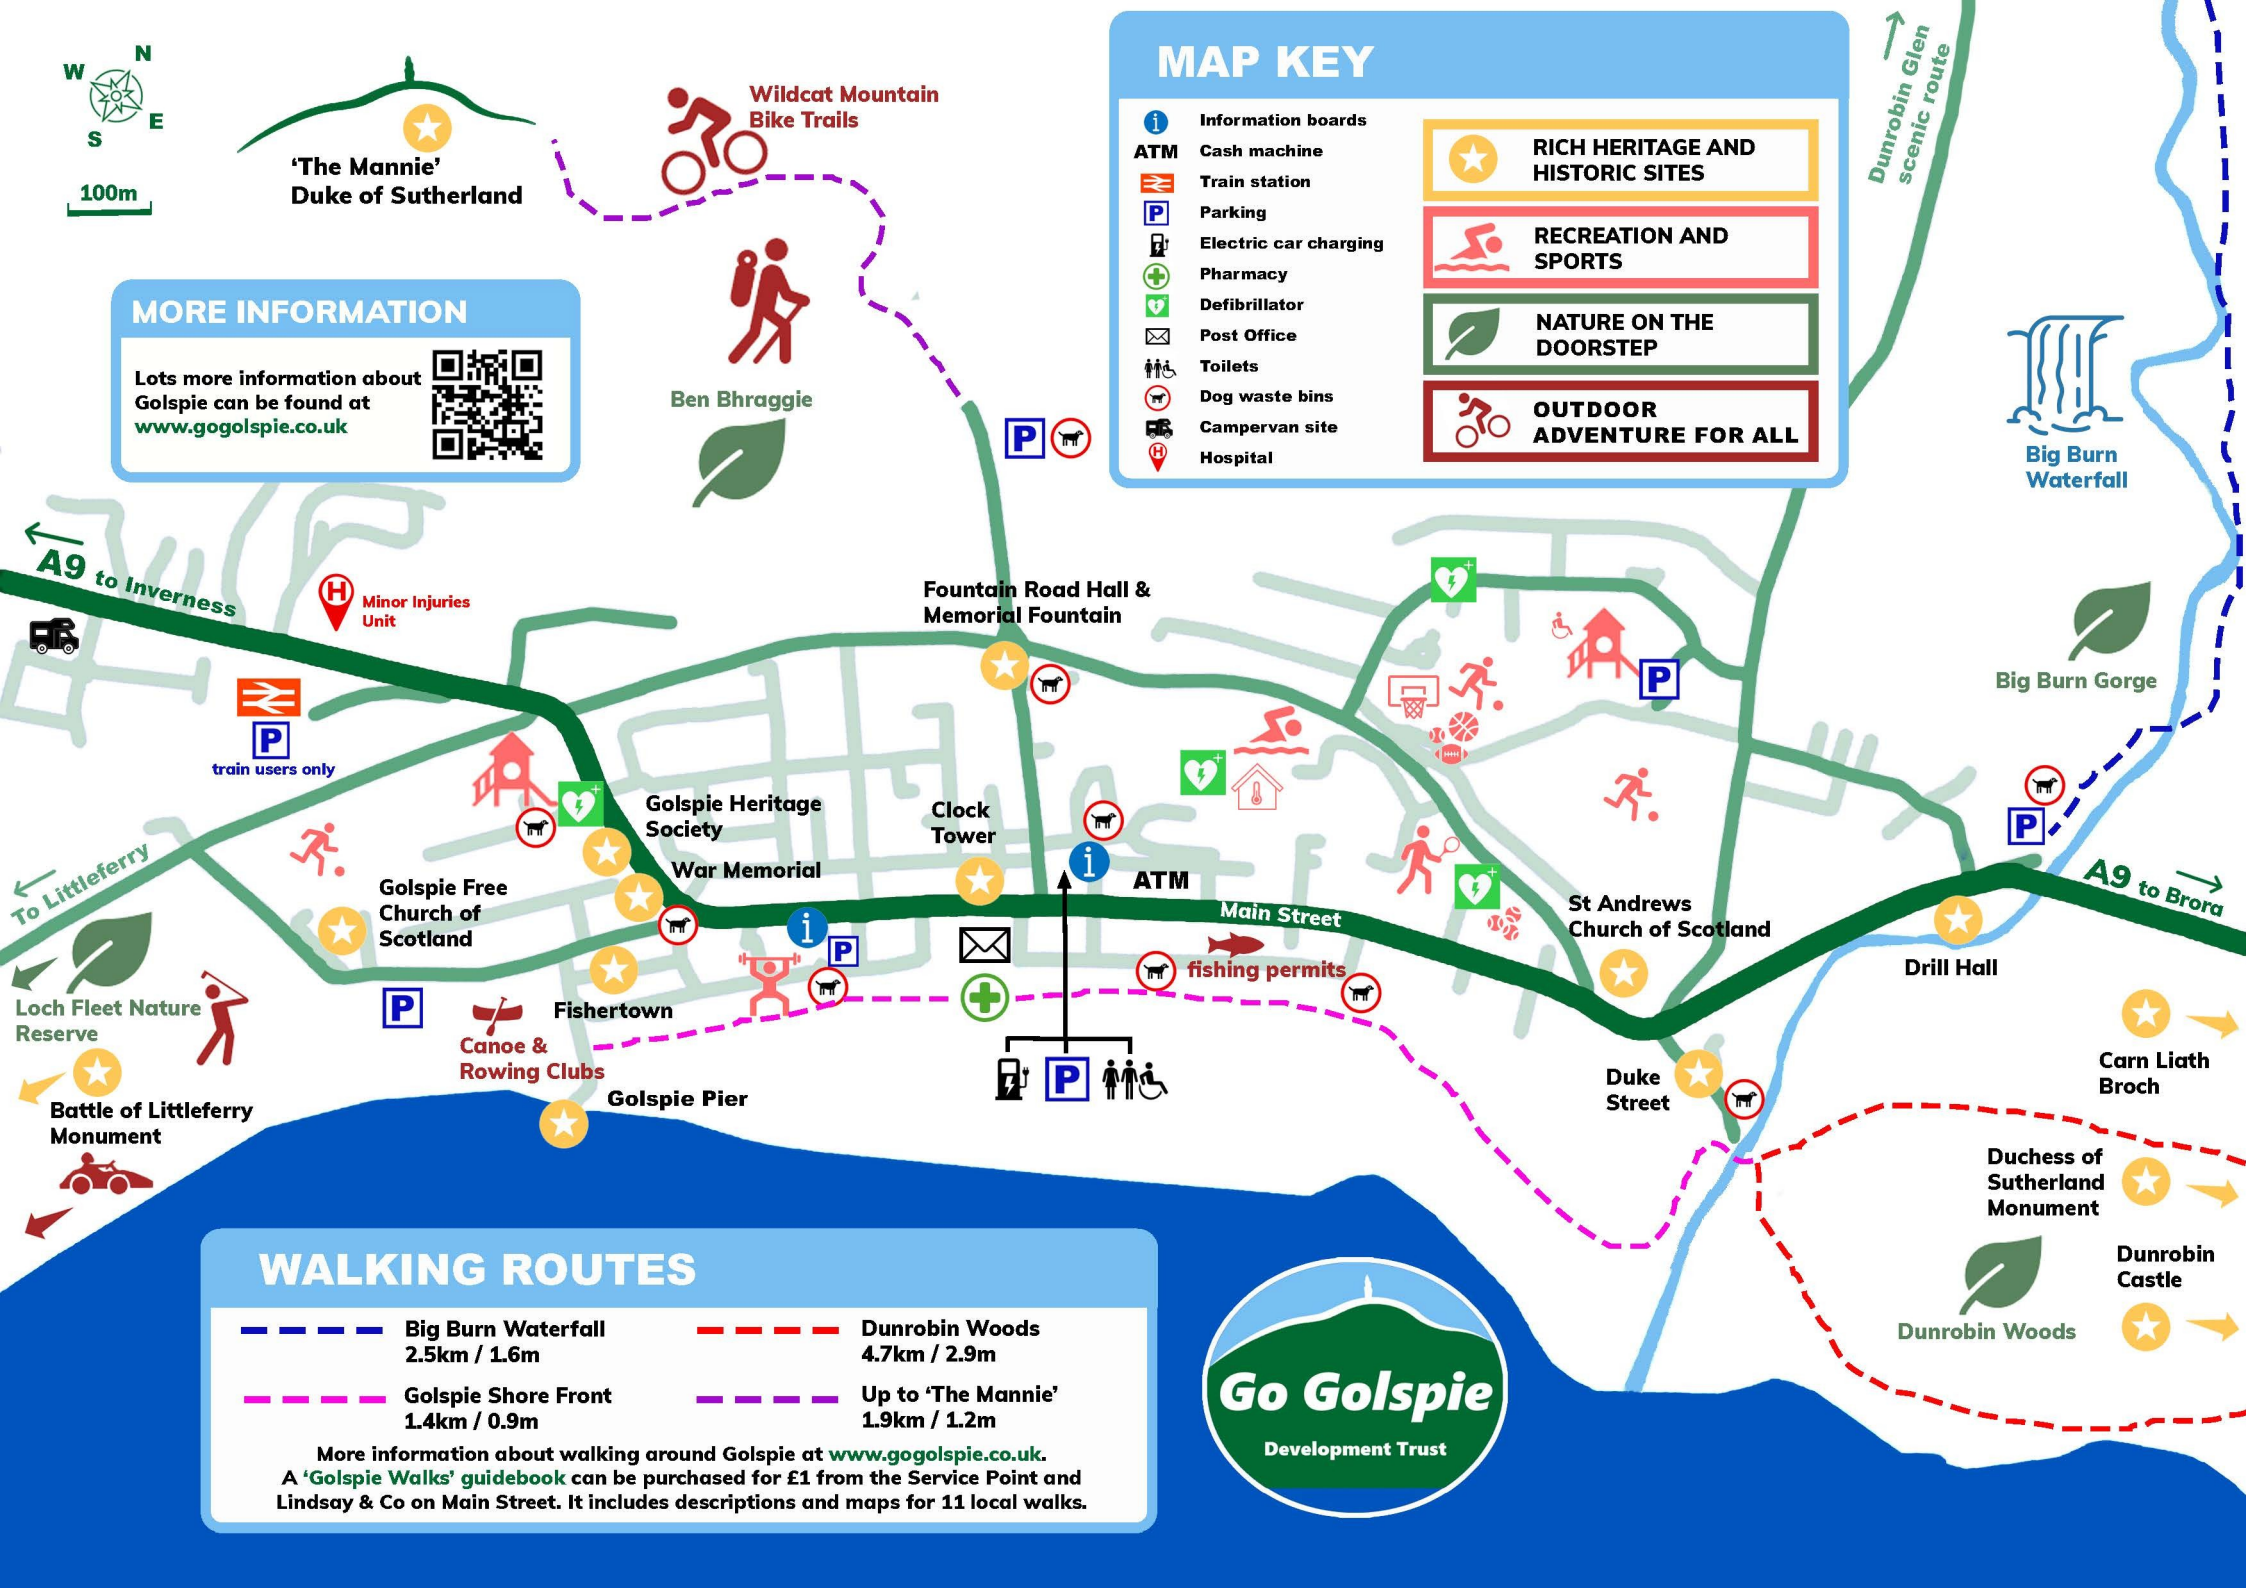 N
W
E
S
100m
'The Mannie'
Duke of Sutherland
Wildcat Mountain
Bike Trails
MAP KEY
i Information boards
ATM Cash machine
Train station
P Parking
Electric car charging
Pharmacy
Defibrillator
Post Office
Toilets
Dog waste bins
Campervan site
H Hospital
RICH HERITAGE AND
HISTORIC SITES
RECREATION AND
SPORTS
NATURE ON THE
DOORSTEP
OUTDOOR
ADVENTURE FOR ALL
Dunrobin Glen
scenic route
MORE INFORMATION
Lots more information about
Golspie can be found at
www.gogolspie.co.uk
Ben Bhraggie
P
Big Burn
Waterfall
A9 to Inverness
H
Minor Injuries
Unit
Fountain Road Hall &
Memorial Fountain
P
train users only
P
Big Burn Gorge
Golspie Heritage
Society
War Memorial
Clock
Tower
i
ATM
P
A9 to Brora
To Littleferry
Golspie Free
Church of
Scotland
i
P
Main Street
St Andrews
Church of Scotland
fishing permits
Drill Hall
Loch Fleet Nature
Reserve
P
Fishertown
Canoe &
Rowing Clubs
Golspie Pier
P
Duke
Street
Carn Liath
Broch
Battle of Littleferry
Monument
Duchess of
Sutherland
Monument
Dunrobin
Castle
Dunrobin Woods
WALKING ROUTES
Big Burn Waterfall
2.5km / 1.6m
Dunrobin Woods
4.7km / 2.9m
Golspie Shore Front
1.4km / 0.9m
Up to 'The Mannie'
1.9km / 1.2m
More information about walking around Golspie at www.gogolspie.co.uk.
A 'Golspie Walks' guidebook can be purchased for £1 from the Service Point and
Lindsay & Co on Main Street. It includes descriptions and maps for 11 local walks.
Go Golspie
Development Trust